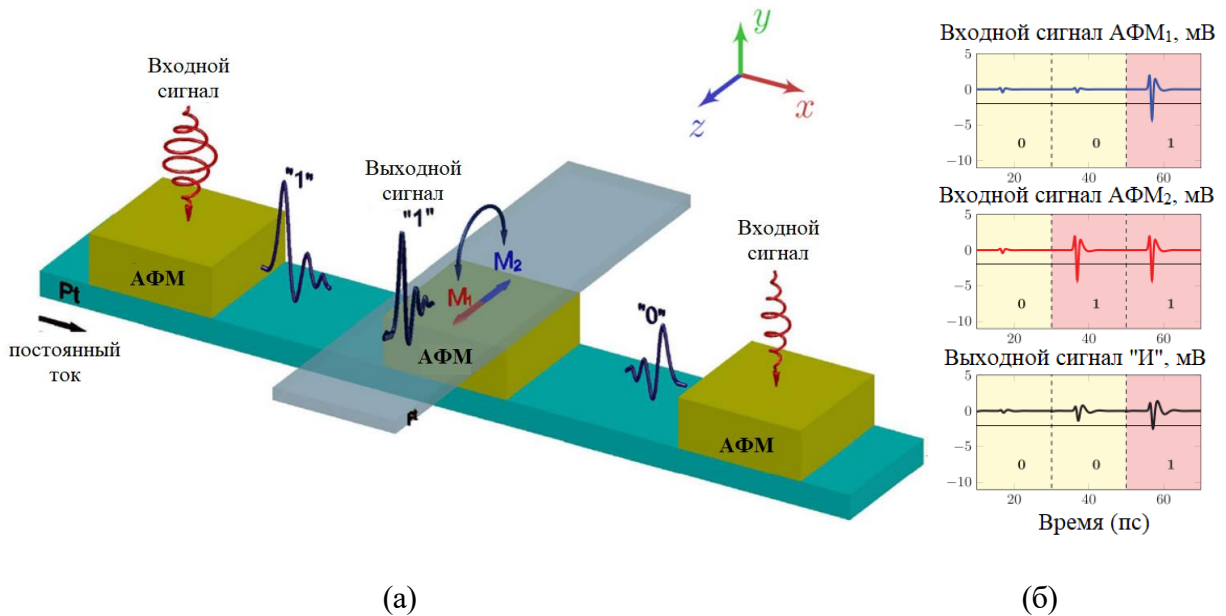 Входной
сигнал
"1"
Выходной
сигнал
"1"
M₁
M₂
АФМ
АФМ
АФМ
Pt
постоянный
ток
"0"
Входной
сигнал
y
x
z
(а)
Входной сигнал АФМ₁, мВ
5
0
−5
−10
0 0 1
20 40 60
Входной сигнал АФМ₂, мВ
5
0
−5
−10
0 1 1
20 40 60
Выходной сигнал "И", мВ
5
0
−5
−10
0 0 1
20 40 60
Время (пс)
(б)